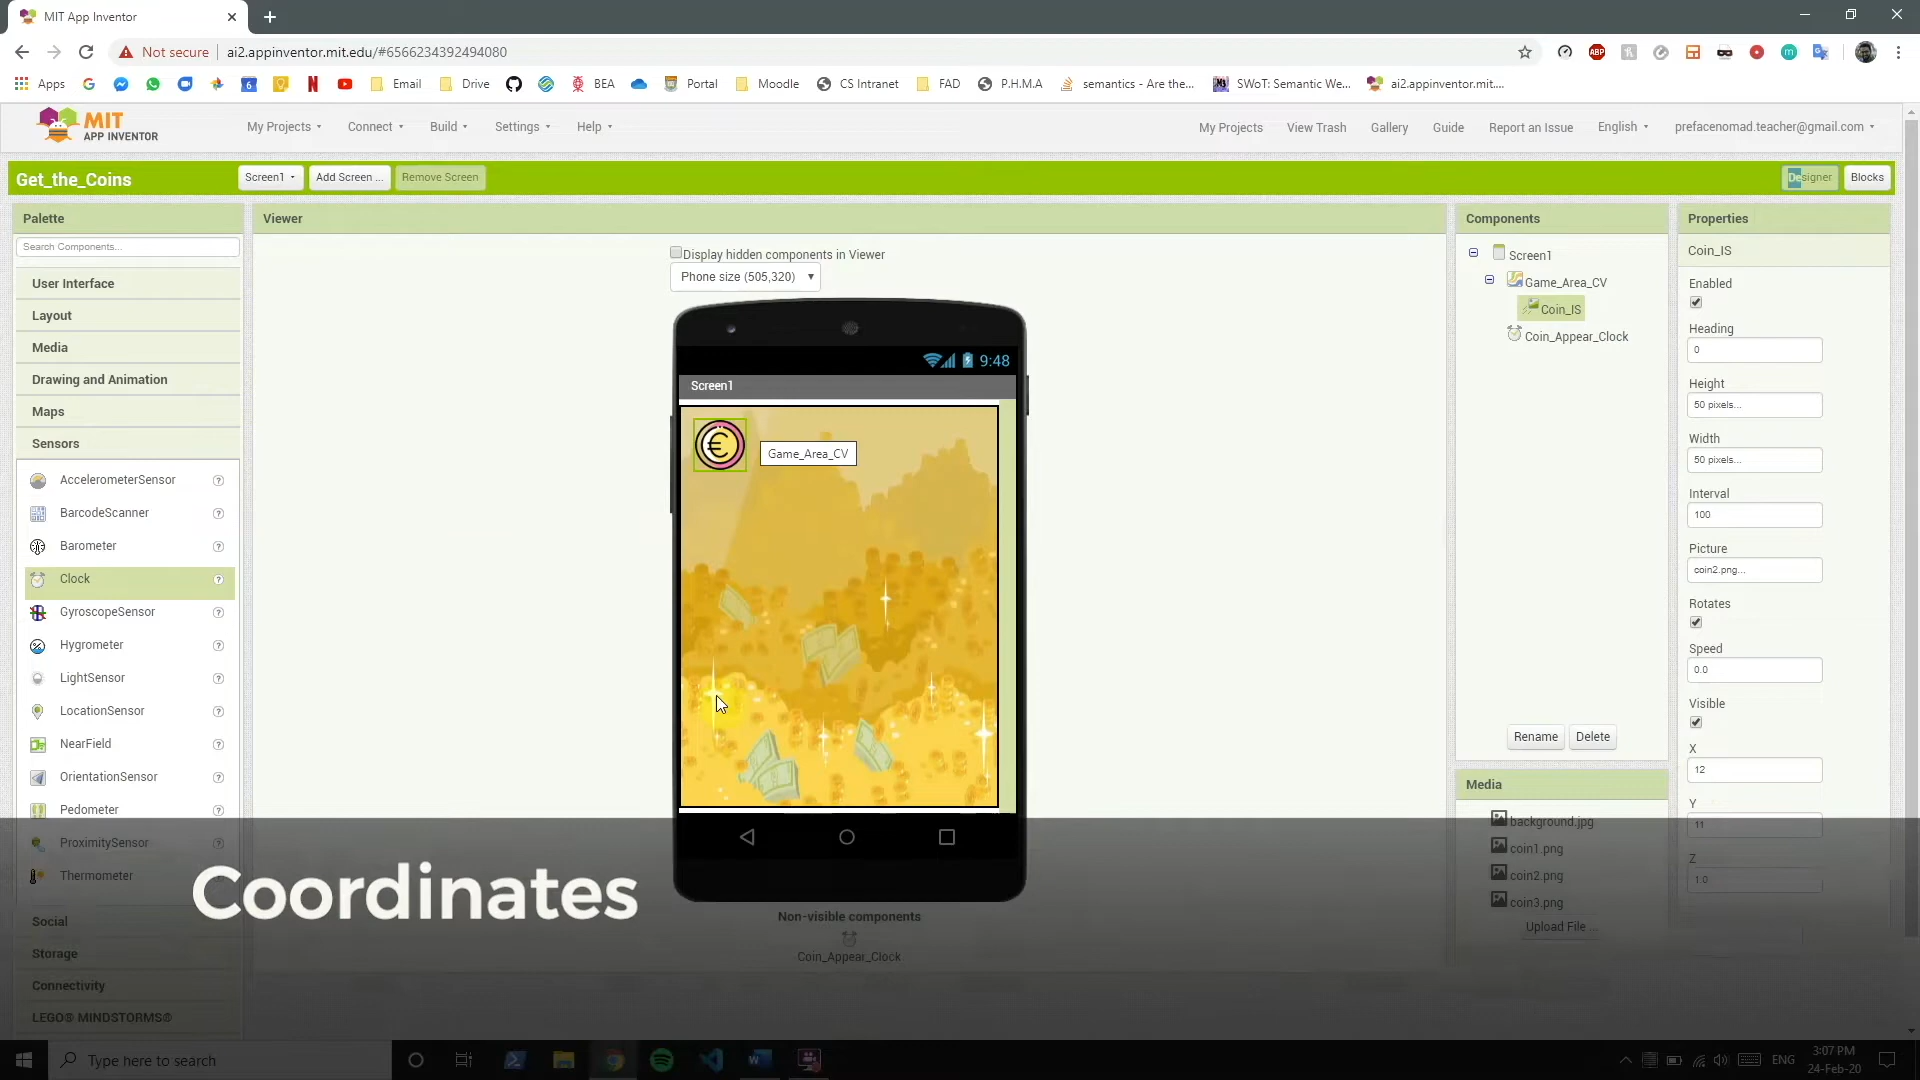 MIT App Inventor
Not secure
ai2.appinventor.mit.edu/#6566234392494080
ABP
Apps
Email
Drive
BEA
Portal
Moodle
CS Intranet
FAD
P.H.M.A
semantics - Are the...
SWoT: Semantic We...
ai2.appinventor.mit....
MIT
APP INVENTOR
My Projects
Connect
Build
Settings
Help
My Projects
View Trash
Gallery
Guide
Report an Issue
English
prefacenomad.teacher@gmail.com
Get_the_Coins
Screen1
Add Screen ...
Remove Screen
Designer
Blocks
Palette
Search Components...
User Interface
Layout
Media
Drawing and Animation
Maps
Sensors
AccelerometerSensor
BarcodeScanner
Barometer
Clock
GyroscopeSensor
Hygrometer
LightSensor
LocationSensor
NearField
OrientationSensor
Pedometer
ProximitySensor
Thermometer
Social
Storage
Connectivity
LEGO® MINDSTORMS®
Viewer
Display hidden components in Viewer
Phone size (505,320)
9:48
Screen1
Game_Area_CV
Non-visible components
Coin_Appear_Clock
Components
Screen1
Game_Area_CV
Coin_IS
Coin_Appear_Clock
Rename
Delete
Media
background.jpg
coin1.png
coin2.png
coin3.png
Upload File ...
Properties
Coin_IS
Enabled
Heading
0
Height
50 pixels...
Width
50 pixels...
Interval
100
Picture
coin2.png...
Rotates
Speed
0.0
Visible
X
12
Y
11
Z
1.0
Coordinates
Type here to search
ENG
3:07 PM
24-Feb-20